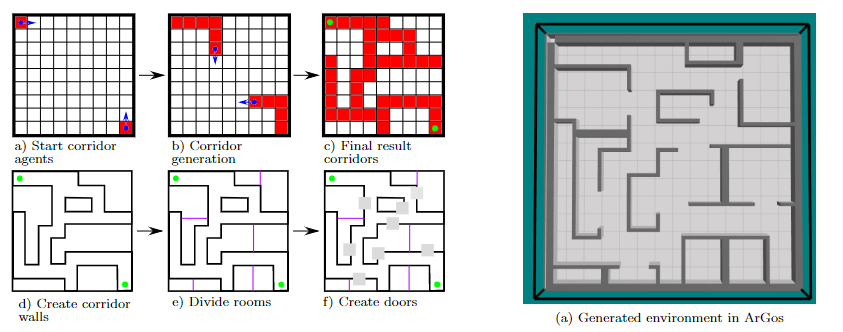 a) Start corridor
agents
b) Corridor
generation
c) Final result
corridors
d) Create corridor
walls
e) Divide rooms
f) Create doors
(a) Generated environment in ArGos